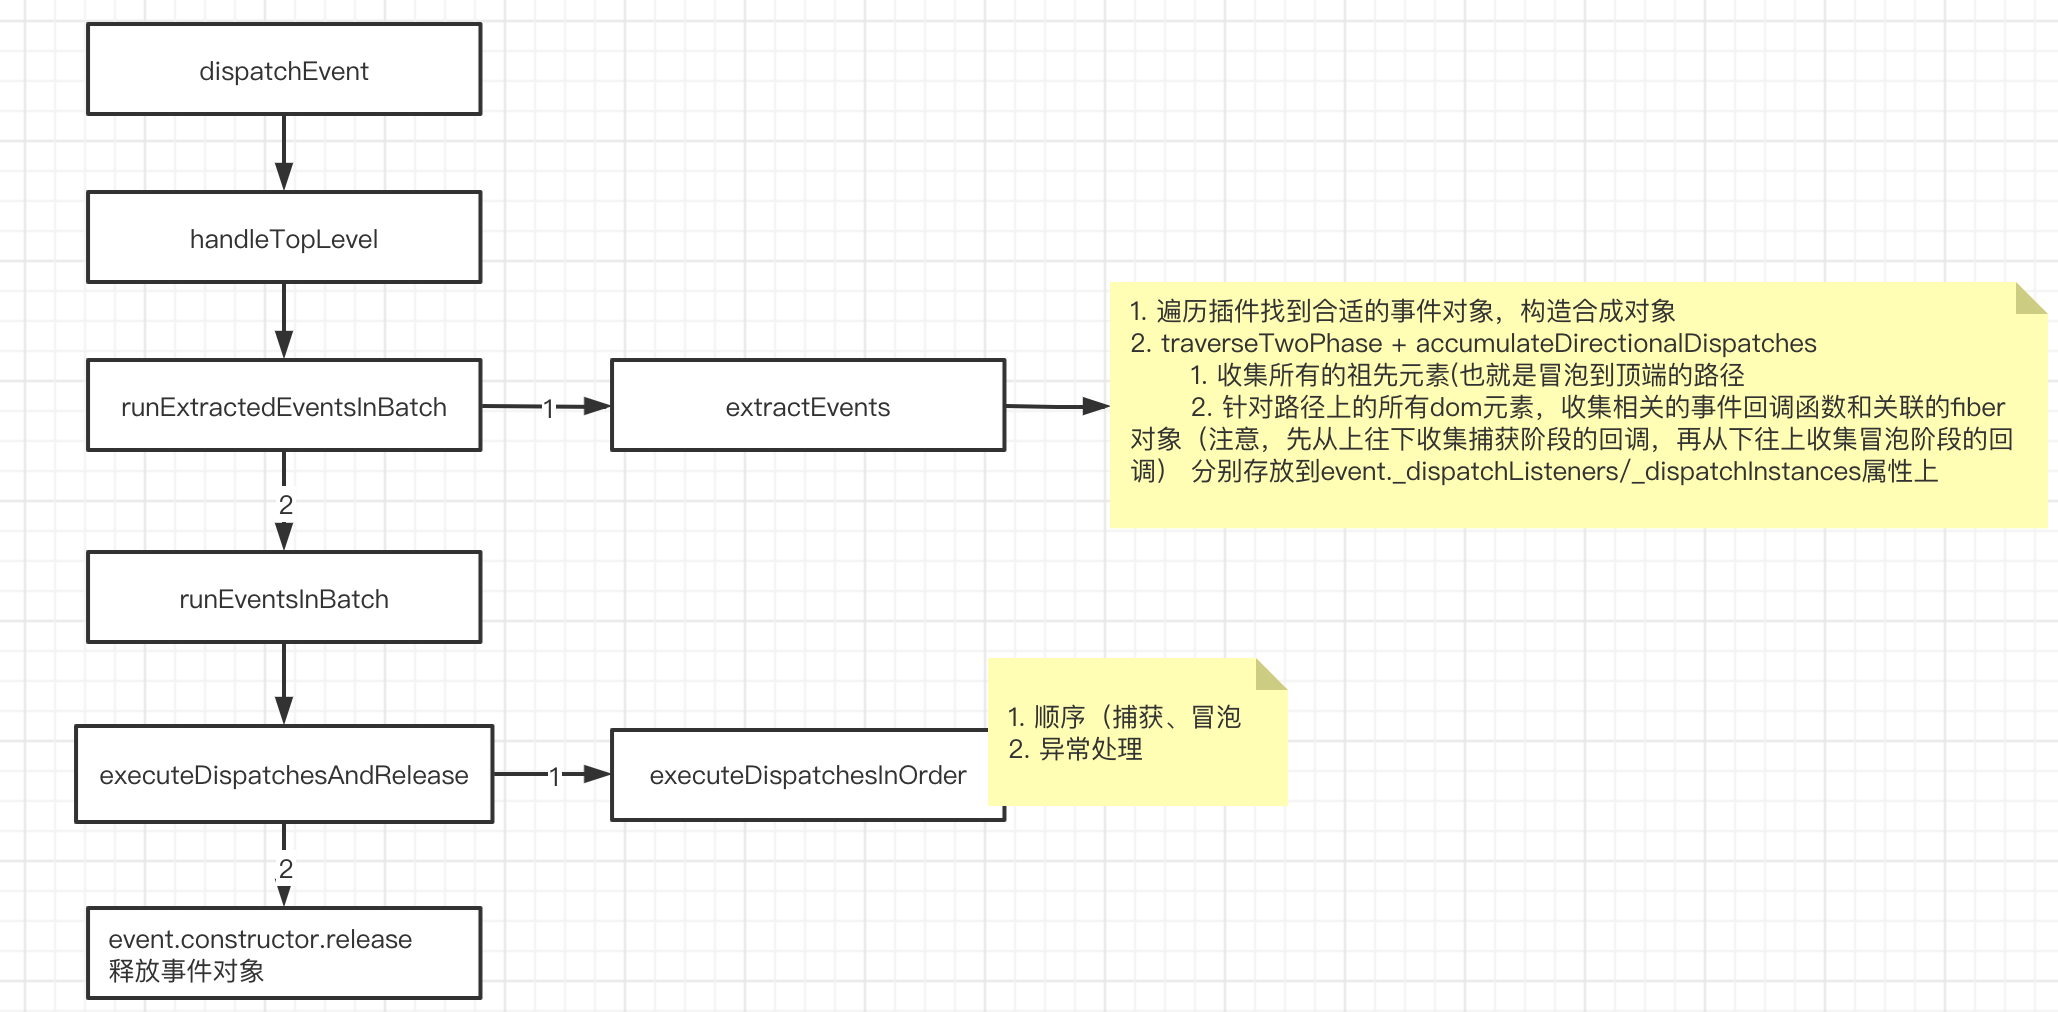 dispatchEvent
handleTopLevel
runExtractedEventsInBatch
1
extractEvents
1. 遍历插件找到合适的事件对象，构造合成对象
2. traverseTwoPhase + accumulateDirectionalDispatches
1. 收集所有的祖先元素(也就是冒泡到顶端的路径
2. 针对路径上的所有dom元素，收集相关的事件回调函数和关联的fiber
对象（注意，先从上往下收集捕获阶段的回调，再从下往上收集冒泡阶段的回
调） 分别存放到event._dispatchListeners/_dispatchInstances属性上
2
runEventsInBatch
executeDispatchesAndRelease
1
executeDispatchesInOrder
1. 顺序（捕获、冒泡
2. 异常处理
2
event.constructor.release
释放事件对象